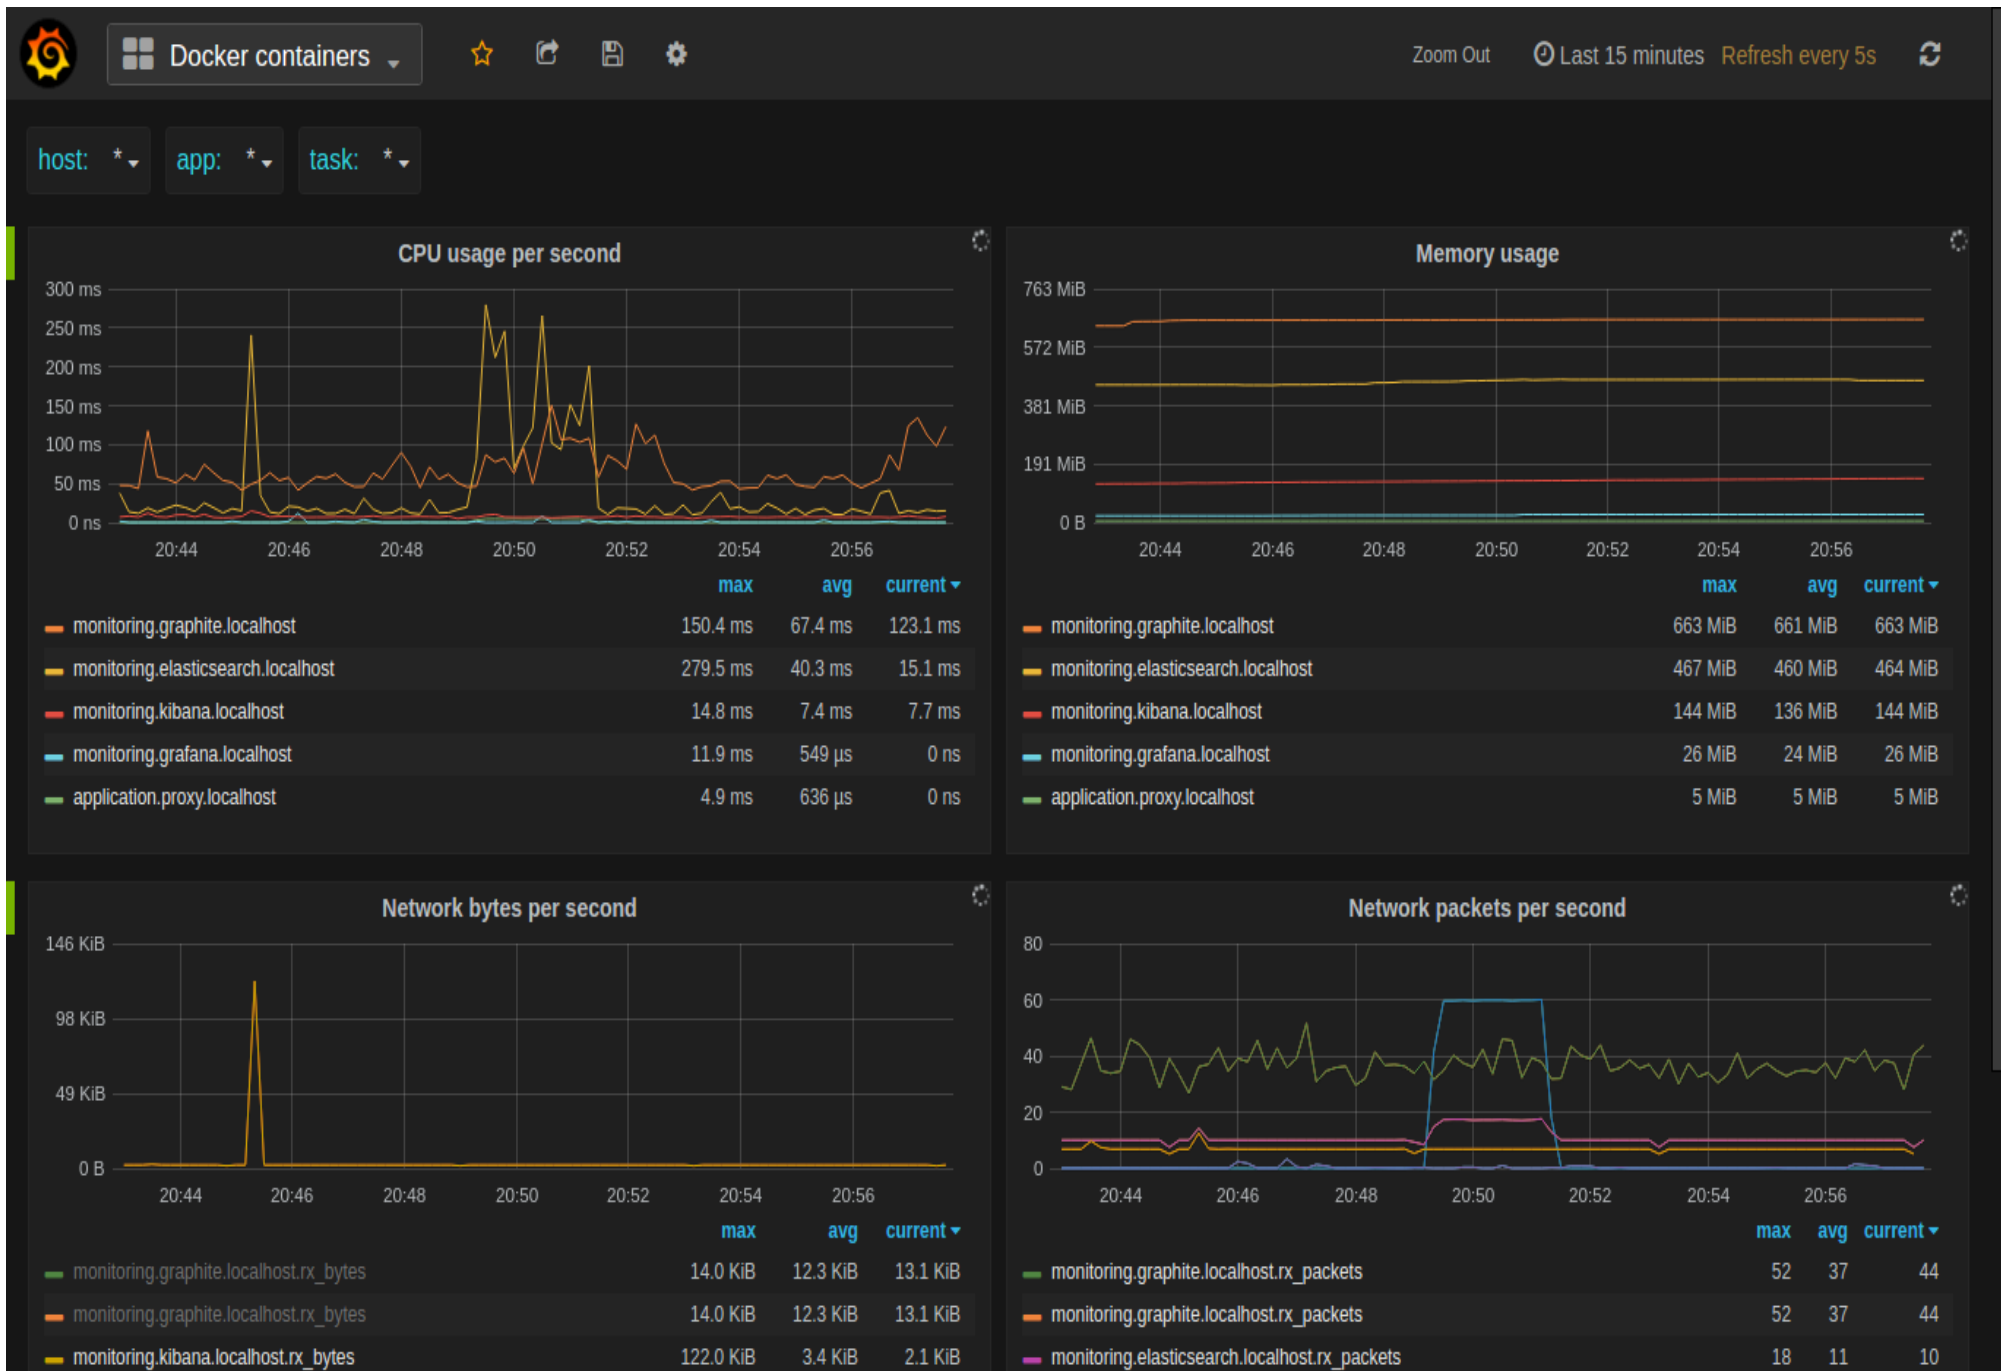 Docker containers
Zoom Out Last 15 minutes Refresh every 5s
host: * app: * task: *
CPU usage per second
300 ms
250 ms
200 ms
150 ms
100 ms
50 ms
0 ns
20:44 20:46 20:48 20:50 20:52 20:54 20:56
max avg current
monitoring.graphite.localhost 150.4 ms 67.4 ms 123.1 ms
monitoring.elasticsearch.localhost 279.5 ms 40.3 ms 15.1 ms
monitoring.kibana.localhost 14.8 ms 7.4 ms 7.7 ms
monitoring.grafana.localhost 11.9 ms 549 µs 0 ns
application.proxy.localhost 4.9 ms 636 µs 0 ns
Memory usage
763 MiB
572 MiB
381 MiB
191 MiB
0 B
20:44 20:46 20:48 20:50 20:52 20:54 20:56
max avg current
monitoring.graphite.localhost 663 MiB 661 MiB 663 MiB
monitoring.elasticsearch.localhost 467 MiB 460 MiB 464 MiB
monitoring.kibana.localhost 144 MiB 136 MiB 144 MiB
monitoring.grafana.localhost 26 MiB 24 MiB 26 MiB
application.proxy.localhost 5 MiB 5 MiB 5 MiB
Network bytes per second
146 KiB
98 KiB
49 KiB
0 B
20:44 20:46 20:48 20:50 20:52 20:54 20:56
max avg current
monitoring.graphite.localhost.rx_bytes 14.0 KiB 12.3 KiB 13.1 KiB
monitoring.graphite.localhost.rx_bytes 14.0 KiB 12.3 KiB 13.1 KiB
monitoring.kibana.localhost.rx_bytes 122.0 KiB 3.4 KiB 2.1 KiB
Network packets per second
80
60
40
20
0
20:44 20:46 20:48 20:50 20:52 20:54 20:56
max avg current
monitoring.graphite.localhost.rx_packets 52 37 44
monitoring.graphite.localhost.rx_packets 52 37 44
monitoring.elasticsearch.localhost.rx_packets 18 11 10